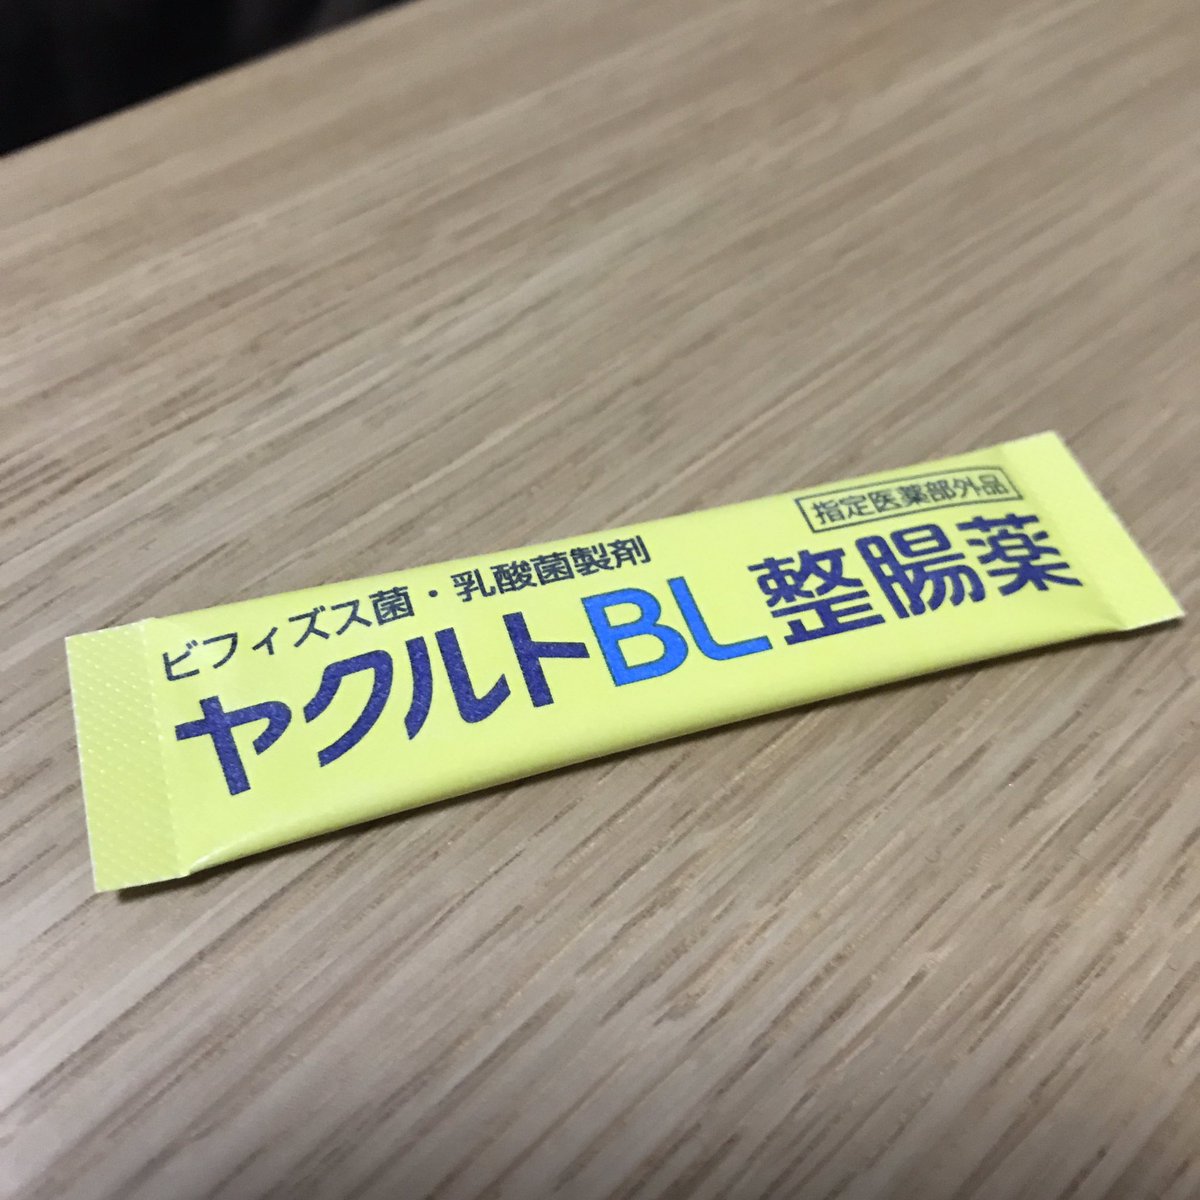 指定医薬部外品
ビフィズス菌・乳酸菌製剤
ヤクルトBL整腸薬